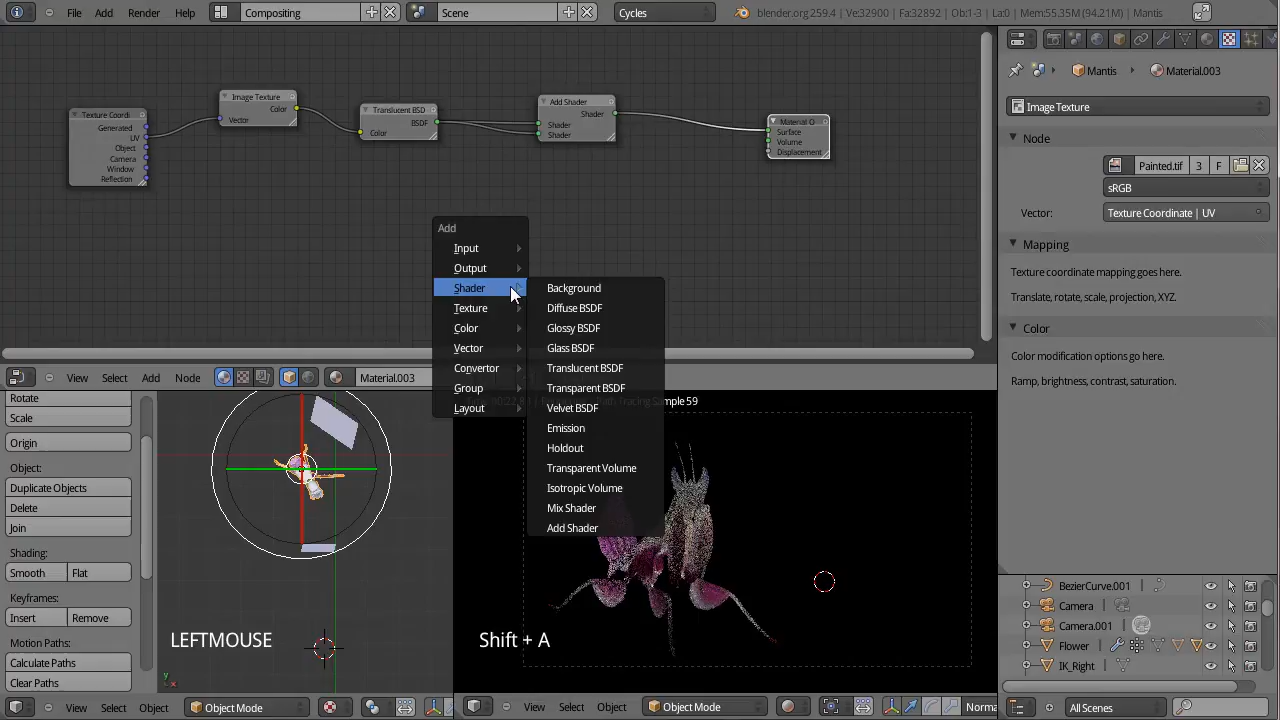 File Add Render Help Compositing Scene Cycles blender.org 259.4 | Ve:32900 | Fa:32892 | Ob:1-3 | La:0 | Mem:55.35M (94.21M) | Mantis
Texture Coordi
Generated
UV
Object
Camera
Window
Reflection
Image Texture
Color
Vector
Translucent BSD
BSDF
Color
Add Shader
Shader
Shader
Shader
Material O
Surface
Volume
Displacement
Add
Input
Output
Shader
Texture
Color
Vector
Convertor
Group
Layout
Background
Diffuse BSDF
Glossy BSDF
Glass BSDF
Translucent BSDF
Transparent BSDF
Velvet BSDF
Emission
Holdout
Transparent Volume
Isotropic Volume
Mix Shader
Add Shader
Mantis Material.003
Image Texture
Node
Painted.tif 3 F
sRGB
Vector: Texture Coordinate | UV
Mapping
Texture coordinate mapping goes here.
Translate, rotate, scale, projection, XYZ.
Color
Color modification options go here.
Ramp, brightness, contrast, saturation.
View Select Add Node Material.003
Rotate
Scale
Origin
Object:
Duplicate Objects
Delete
Join
Shading:
Smooth Flat
Keyframes:
Insert Remove
Motion Paths:
Calculate Paths
Clear Paths
LEFTMOUSE
Path Tracing Sample 59
Shift + A
BezierCurve.001
Camera
Camera.001
Flower
IK_Right
View Select Object Object Mode
View Select Object Object Mode Norma
All Scenes